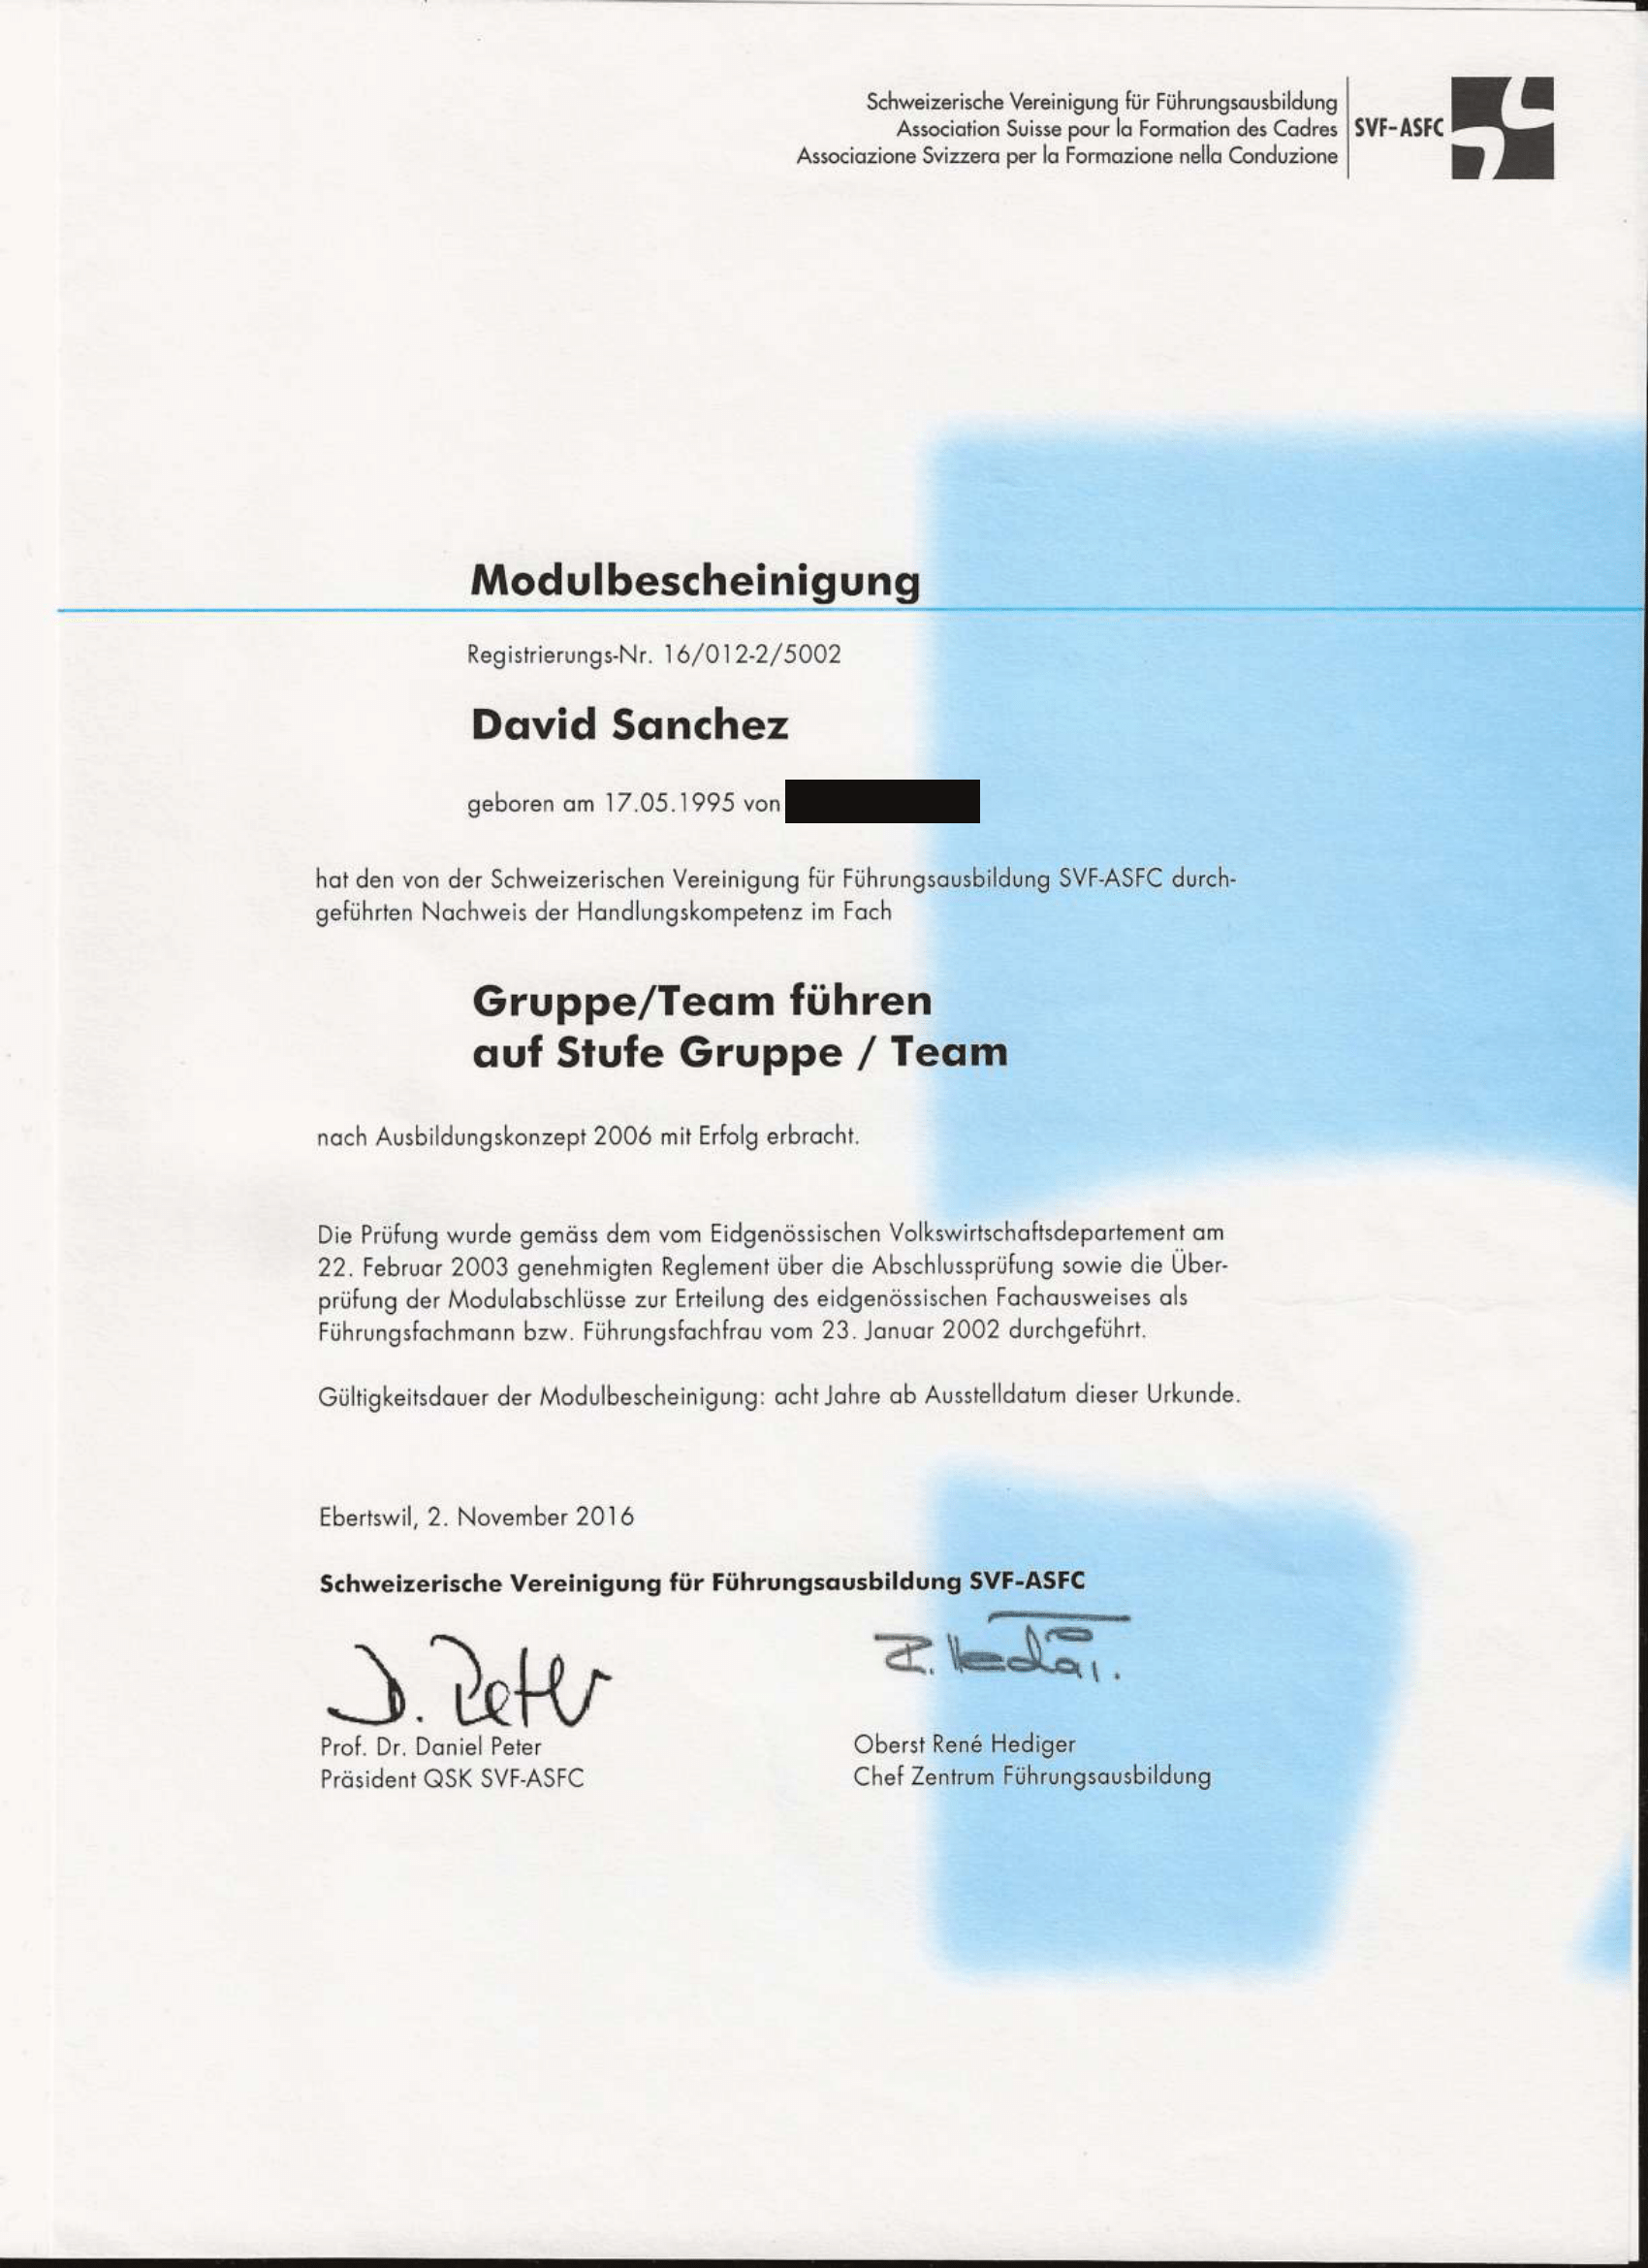 Schweizerische Vereinigung für Führungsausbildung
Association Suisse pour la Formation des Cadres
Associazione Svizzera per la Formazione nella Conduzione
SVF-ASFC
Modulbescheinigung
Registrierungs-Nr. 16/012-2/5002
David Sanchez
geboren am 17.05.1995 von
hat den von der Schweizerischen Vereinigung für Führungsausbildung SVF-ASFC durch-
geführten Nachweis der Handlungskompetenz im Fach
Gruppe/Team führen
auf Stufe Gruppe / Team
nach Ausbildungskonzept 2006 mit Erfolg erbracht.
Die Prüfung wurde gemäss dem vom Eidgenössischen Volkswirtschaftsdepartement am
22. Februar 2003 genehmigten Reglement über die Abschlussprüfung sowie die Über-
prüfung der Modulabschlüsse zur Erteilung des eidgenössischen Fachausweises als
Führungsfachmann bzw. Führungsfachfrau vom 23. Januar 2002 durchgeführt.
Gültigkeitsdauer der Modulbescheinigung: acht Jahre ab Ausstelldatum dieser Urkunde.
Ebertswil, 2. November 2016
Schweizerische Vereinigung für Führungsausbildung SVF-ASFC
D. Peter
Prof. Dr. Daniel Peter
Präsident QSK SVF-ASFC
Oberst René Hediger
Chef Zentrum Führungsausbildung